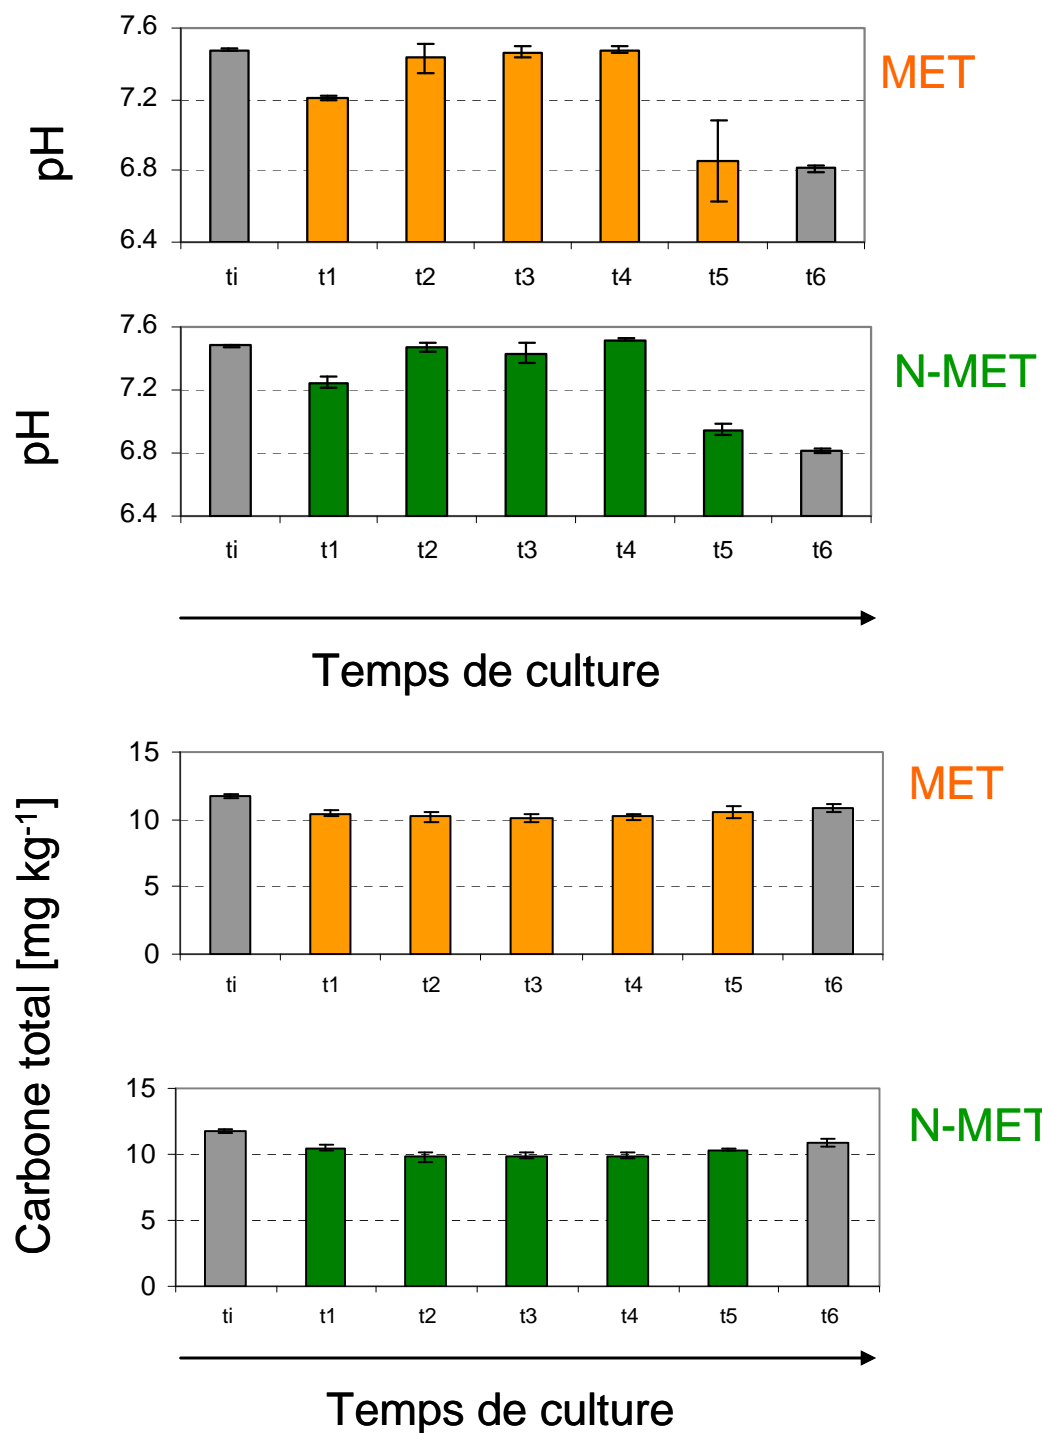 7.6
7.2
6.8
6.4
pH
MET
ti t1 t2 t3 t4 t5 t6
7.6
7.2
6.8
6.4
pH
N-MET
ti t1 t2 t3 t4 t5 t6
Temps de culture
Carbone total [mg kg⁻¹]
15
10
5
0
MET
ti t1 t2 t3 t4 t5 t6
15
10
5
0
N-MET
ti t1 t2 t3 t4 t5 t6
Temps de culture